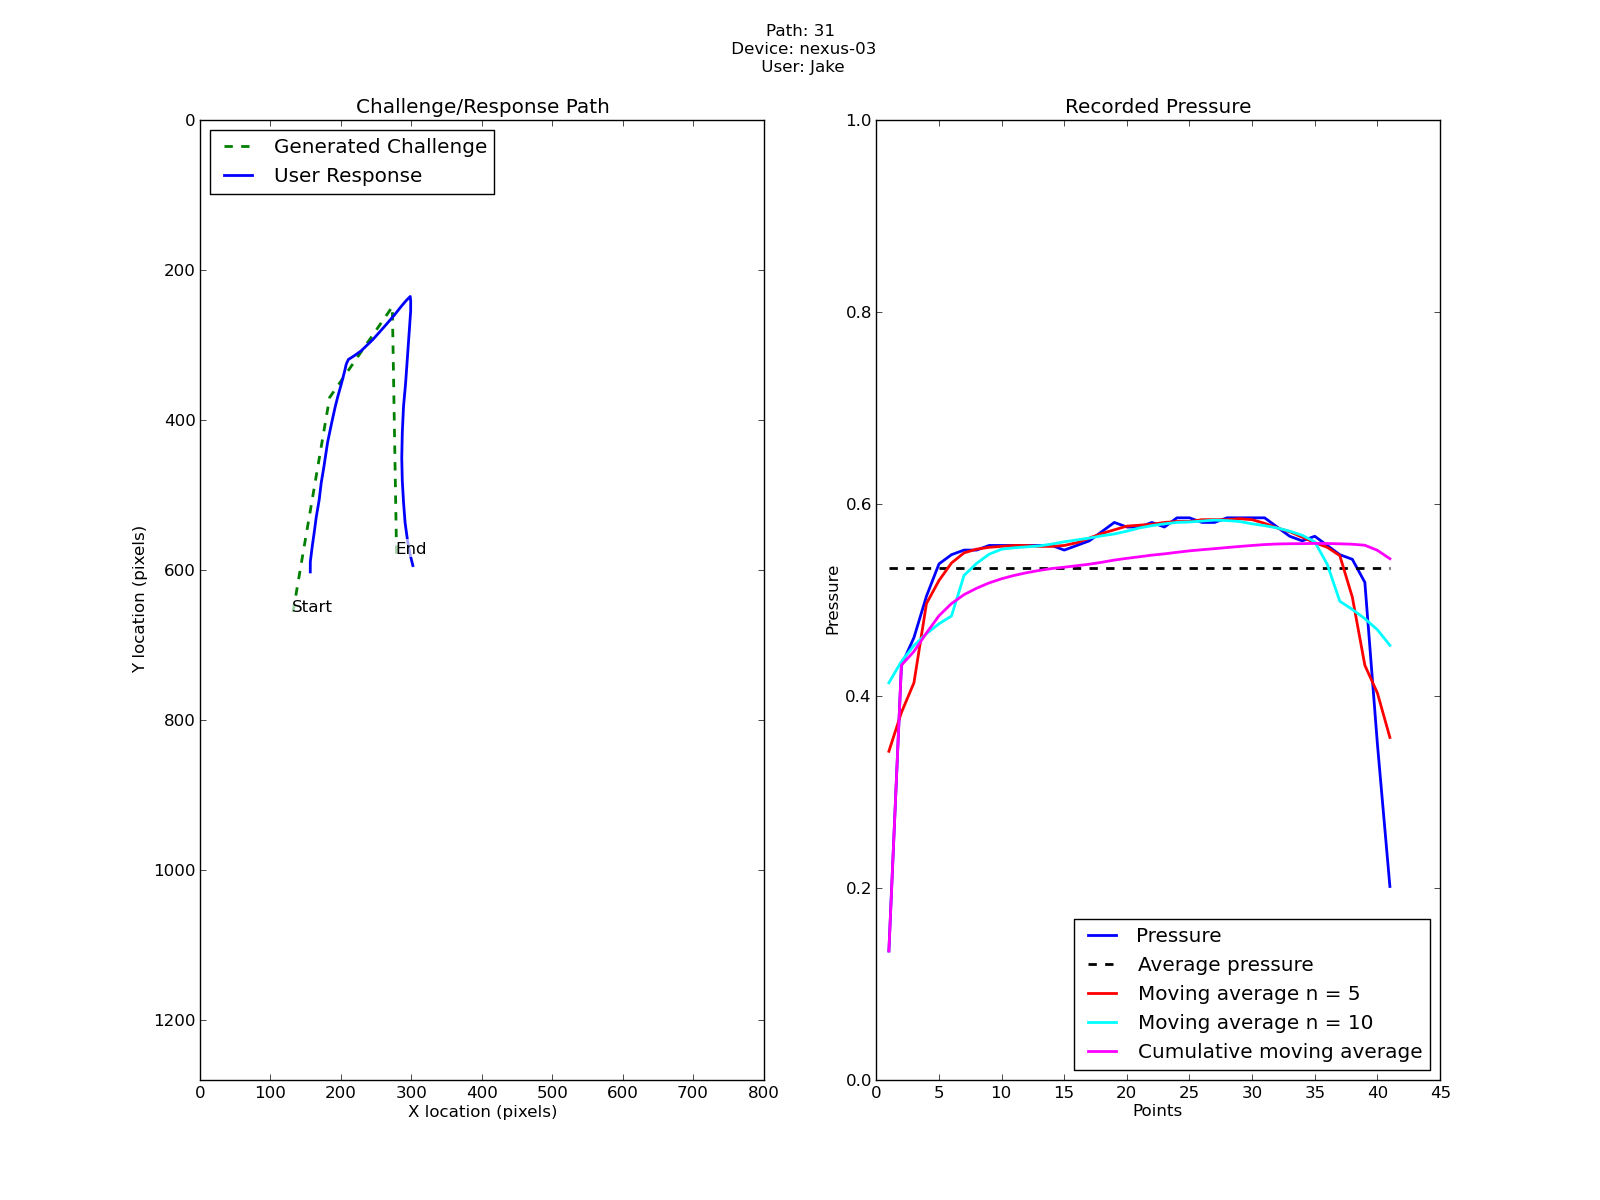 Path: 31
Device: nexus-03
User: Jake
Challenge/Response Path
0
200
400
600
800
1000
1200
Y location (pixels)
Generated Challenge
User Response
End
Start
0 100 200 300 400 500 600 700 800
X location (pixels)
Recorded Pressure
1.0
0.8
0.6
0.4
0.2
0.0
Pressure
Pressure
Average pressure
Moving average n = 5
Moving average n = 10
Cumulative moving average
0 5 10 15 20 25 30 35 40 45
Points